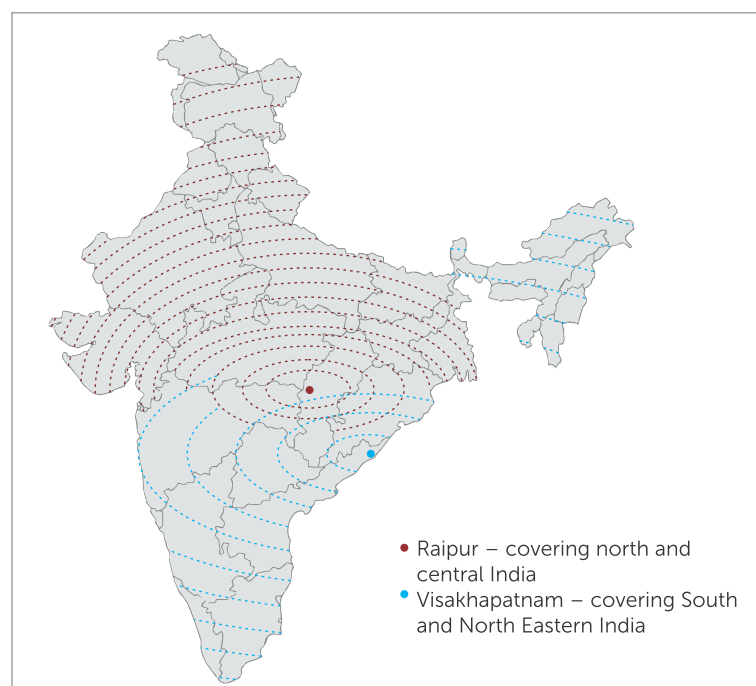 Raipur – covering north and
central India
Visakhapatnam – covering South
and North Eastern India